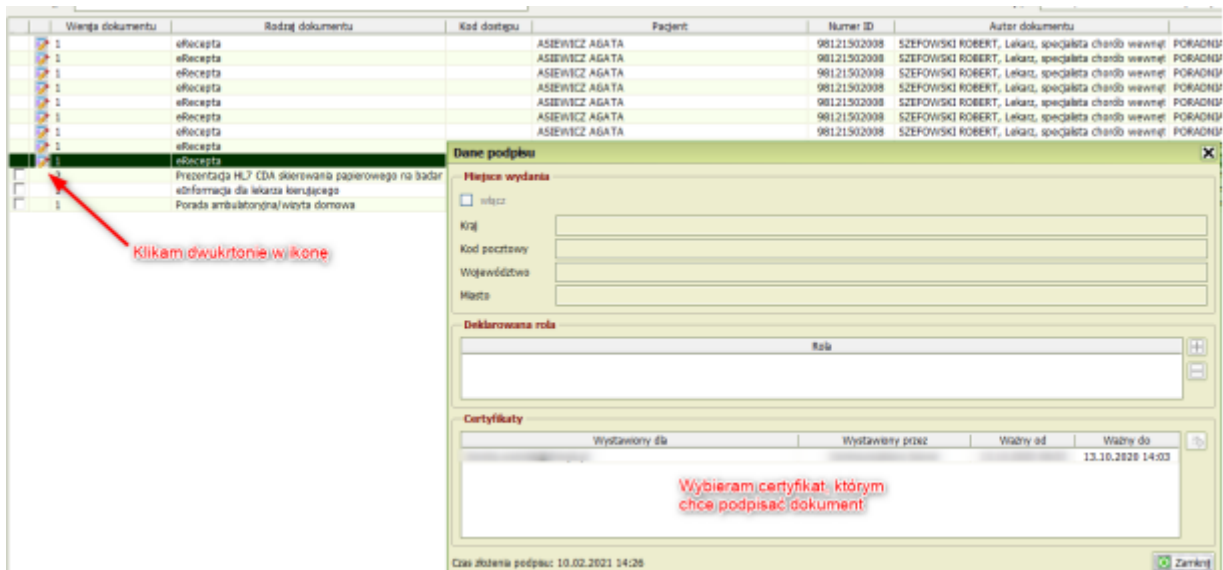 Wersja dokumentu Rodzaj dokumentu Kod dostępu Pacjent Numer ID Autor dokumentu
1 eRecepta ASIEWICZ AGATA 98121502008 SZEFOWSKI ROBERT, Lekarz, specjalista chorób wewnęt PORADNIA
1 eRecepta ASIEWICZ AGATA 98121502008 SZEFOWSKI ROBERT, Lekarz, specjalista chorób wewnęt PORADNIA
1 eRecepta ASIEWICZ AGATA 98121502008 SZEFOWSKI ROBERT, Lekarz, specjalista chorób wewnęt PORADNIA
1 eRecepta ASIEWICZ AGATA 98121502008 SZEFOWSKI ROBERT, Lekarz, specjalista chorób wewnęt PORADNIA
1 eRecepta ASIEWICZ AGATA 98121502008 SZEFOWSKI ROBERT, Lekarz, specjalista chorób wewnęt PORADNIA
1 eRecepta ASIEWICZ AGATA 98121502008 SZEFOWSKI ROBERT, Lekarz, specjalista chorób wewnęt PORADNIA
1 eRecepta ASIEWICZ AGATA 98121502008 SZEFOWSKI ROBERT, Lekarz, specjalista chorób wewnęt PORADNIA
1 eRecepta
1 eRecepta
Prezentacja HL7 CDA skierowania papierowego na badar
eInformacja dla lekarza kierującego
1 Porada ambulatoryjna/wizyta domowa
Klikam dwukrtonie w ikonę
Dane podpisu
Miejsce wydania
włącz
Kraj
Kod pocztowy
Województwo
Miasto
Deklarowana rola
Rola
Certyfikaty
Wystawiony dla Wystawiony przez Ważny od Ważny do
13.10.2020 14:03
Wybieram certyfikat, którym
chce podpisać dokument
Czas złożenia podpisu: 10.02.2021 14:26
Zamknij